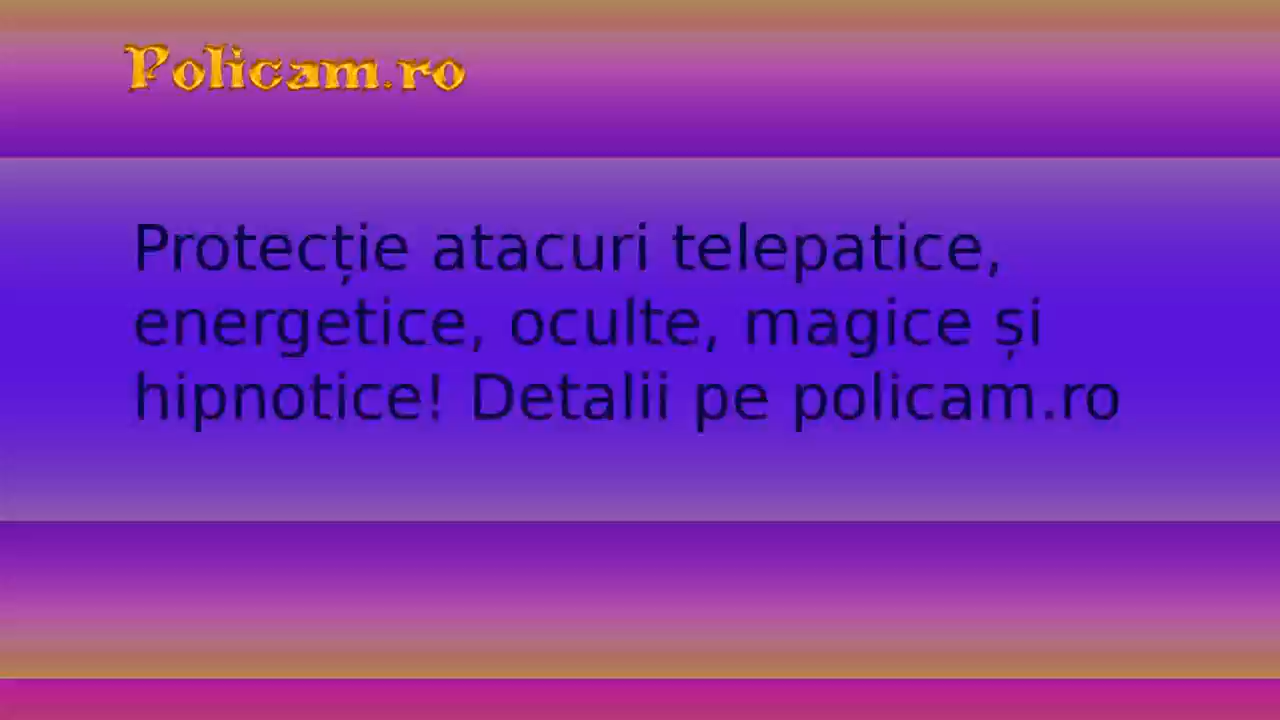 Policam.ro
Protecție atacuri telepatice,
energetice, oculte, magice și
hipnotice! Detalii pe policam.ro